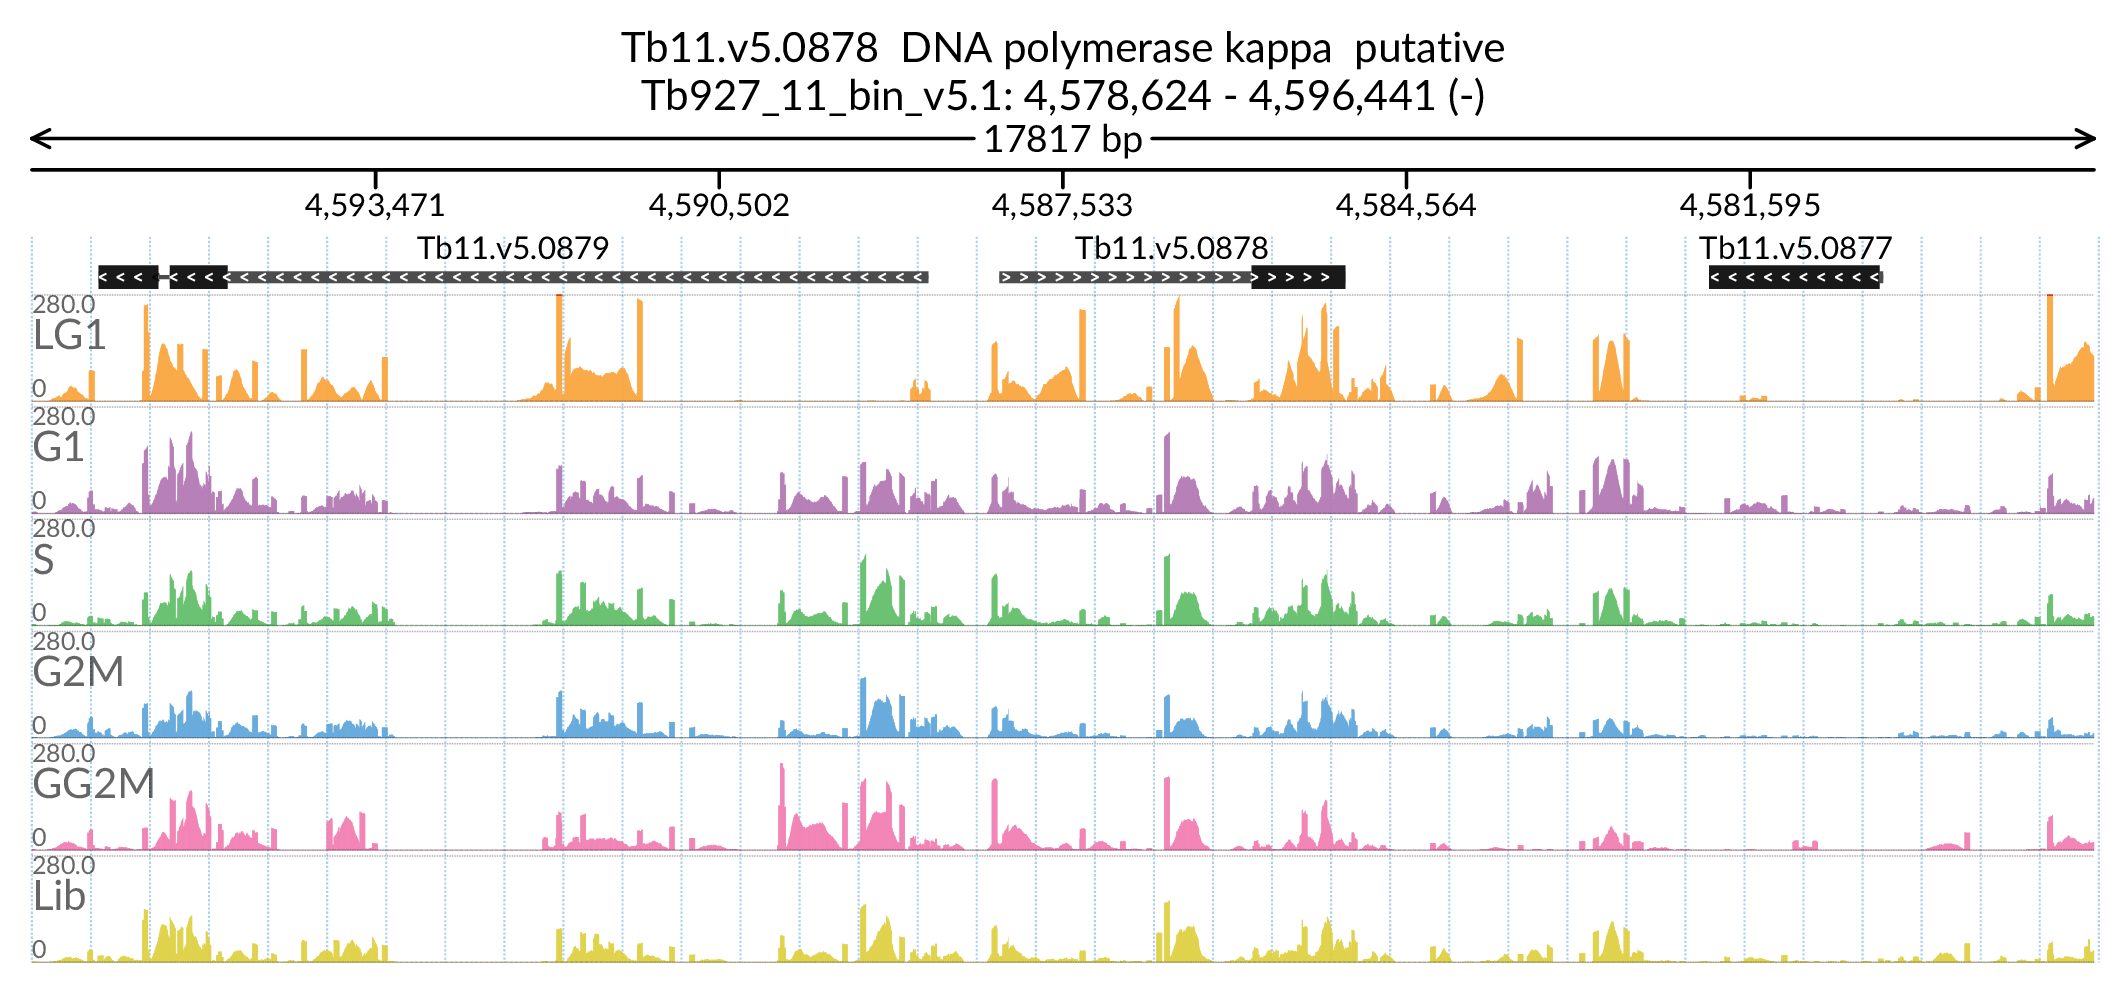 Tb11.v5.0878 DNA polymerase kappa putative
Tb927_11_bin_v5.1: 4,578,624 - 4,596,441 (-)
17817 bp
4,593,471 4,590,502 4,587,533 4,584,564 4,581,595
Tb11.v5.0879 Tb11.v5.0878 Tb11.v5.0877
280.0
LG1
0
280.0
G1
0
280.0
S
0
280.0
G2M
0
280.0
GG2M
0
280.0
Lib
0